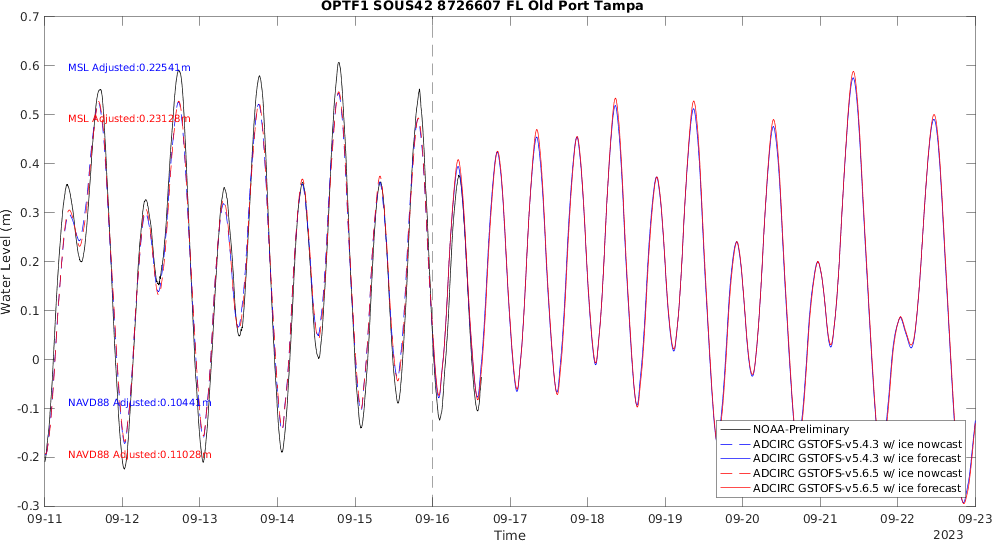 OPTF1 SOUS42 8726607 FL Old Port Tampa
0.7
0.6
0.5
0.4
0.3
0.2
0.1
0
-0.1
-0.2
-0.3
Water Level (m)
MSL Adjusted:0.22541m
MSL Adjusted:0.23128m
NAVD88 Adjusted:0.10441m
NAVD88 Adjusted:0.11028m
NOAA-Preliminary
ADCIRC GSTOFS-v5.4.3 w/ ice nowcast
ADCIRC GSTOFS-v5.4.3 w/ ice forecast
ADCIRC GSTOFS-v5.6.5 w/ ice nowcast
ADCIRC GSTOFS-v5.6.5 w/ ice forecast
09-11 09-12 09-13 09-14 09-15 09-16 09-17 09-18 09-19 09-20 09-21 09-22 09-23
Time
2023